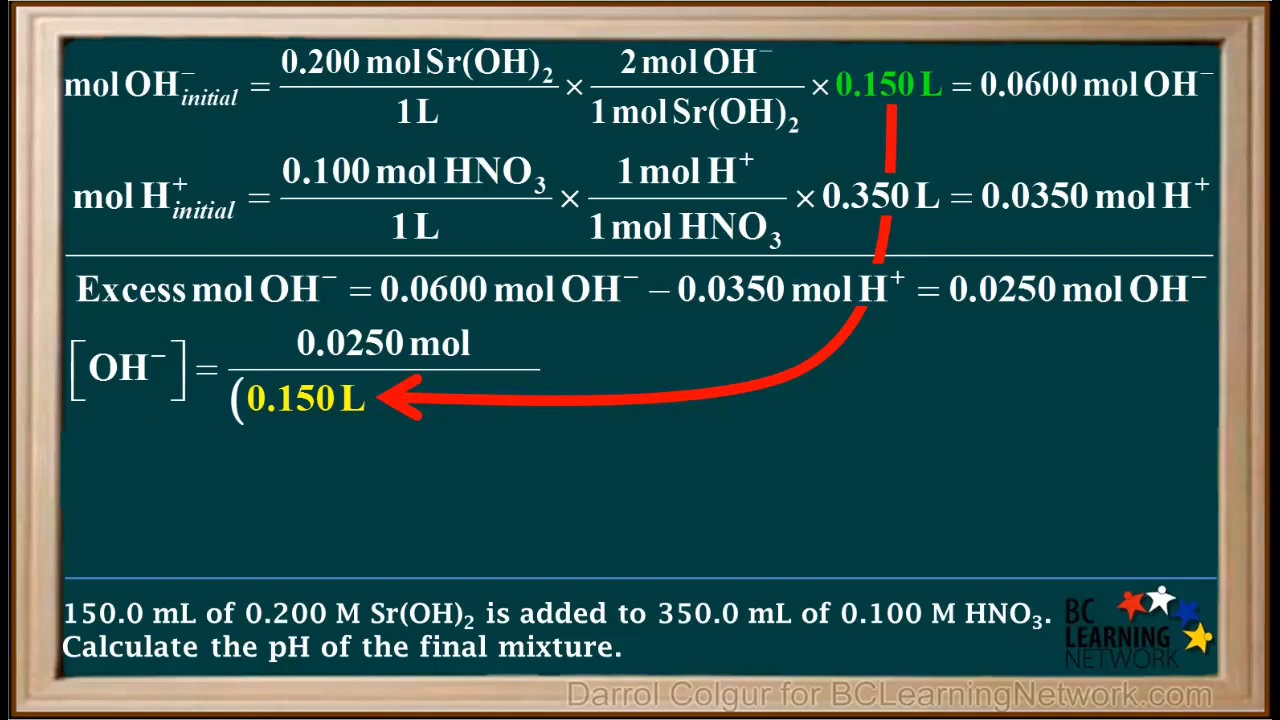 mol OH⁻initial = 0.200 mol Sr(OH)₂ / 1 L × 2 mol OH⁻ / 1 mol Sr(OH)₂ × 0.150 L = 0.0600 mol OH⁻
mol H⁺initial = 0.100 mol HNO₃ / 1 L × 1 mol H⁺ / 1 mol HNO₃ × 0.350 L = 0.0350 mol H⁺
Excess mol OH⁻ = 0.0600 mol OH⁻ − 0.0350 mol H⁺ = 0.0250 mol OH⁻
[OH⁻] = 0.0250 mol / (0.150 L
150.0 mL of 0.200 M Sr(OH)₂ is added to 350.0 mL of 0.100 M HNO₃.
Calculate the pH of the final mixture.
BC
LEARNING
NETWORK
Darrol Colgur for BCLearningNetwork.com